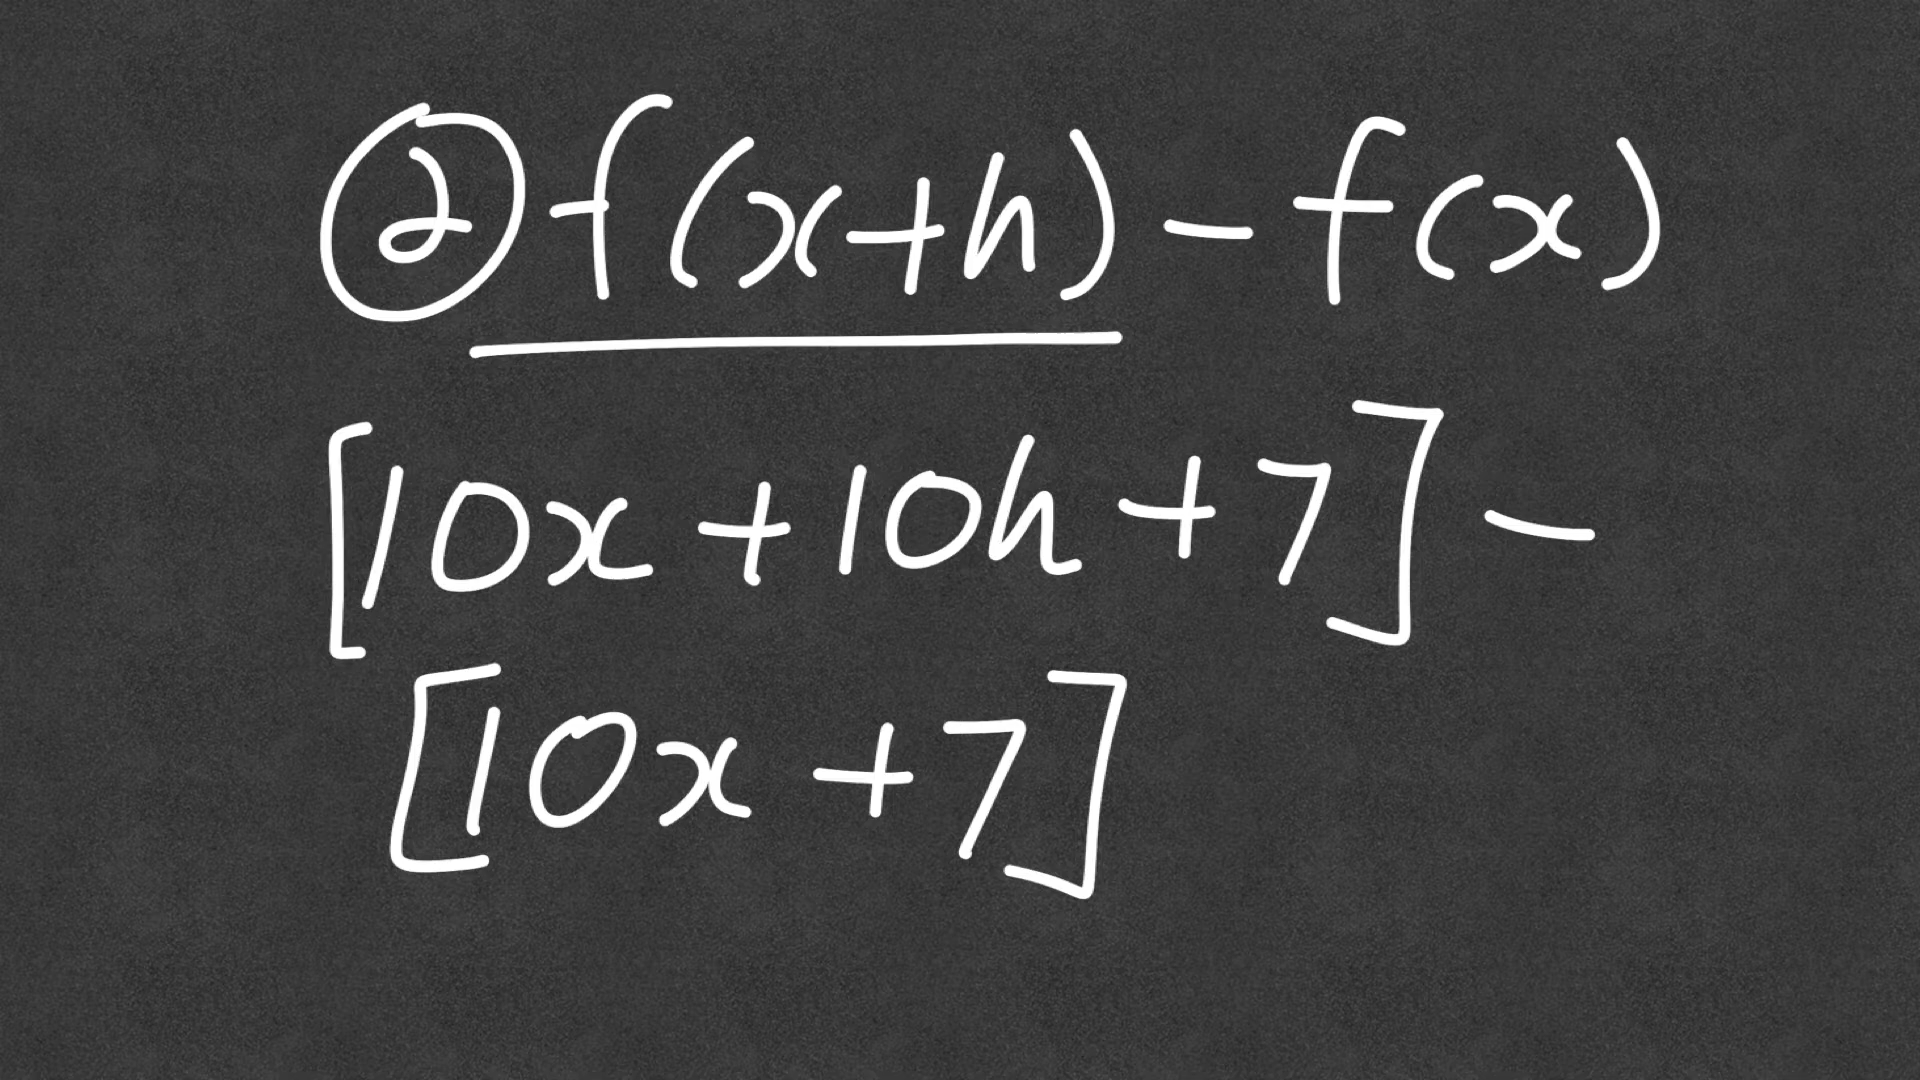 ② f(x+h) - f(x)
[10x + 10h + 7] -
[10x + 7]